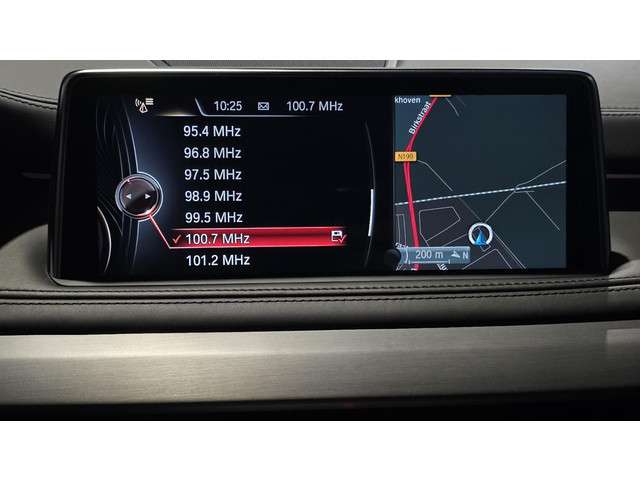 10:25 100.7 MHz
95.4 MHz
96.8 MHz
97.5 MHz
98.9 MHz
99.5 MHz
100.7 MHz
101.2 MHz
khoven
Birkstraat
N190
200 m N